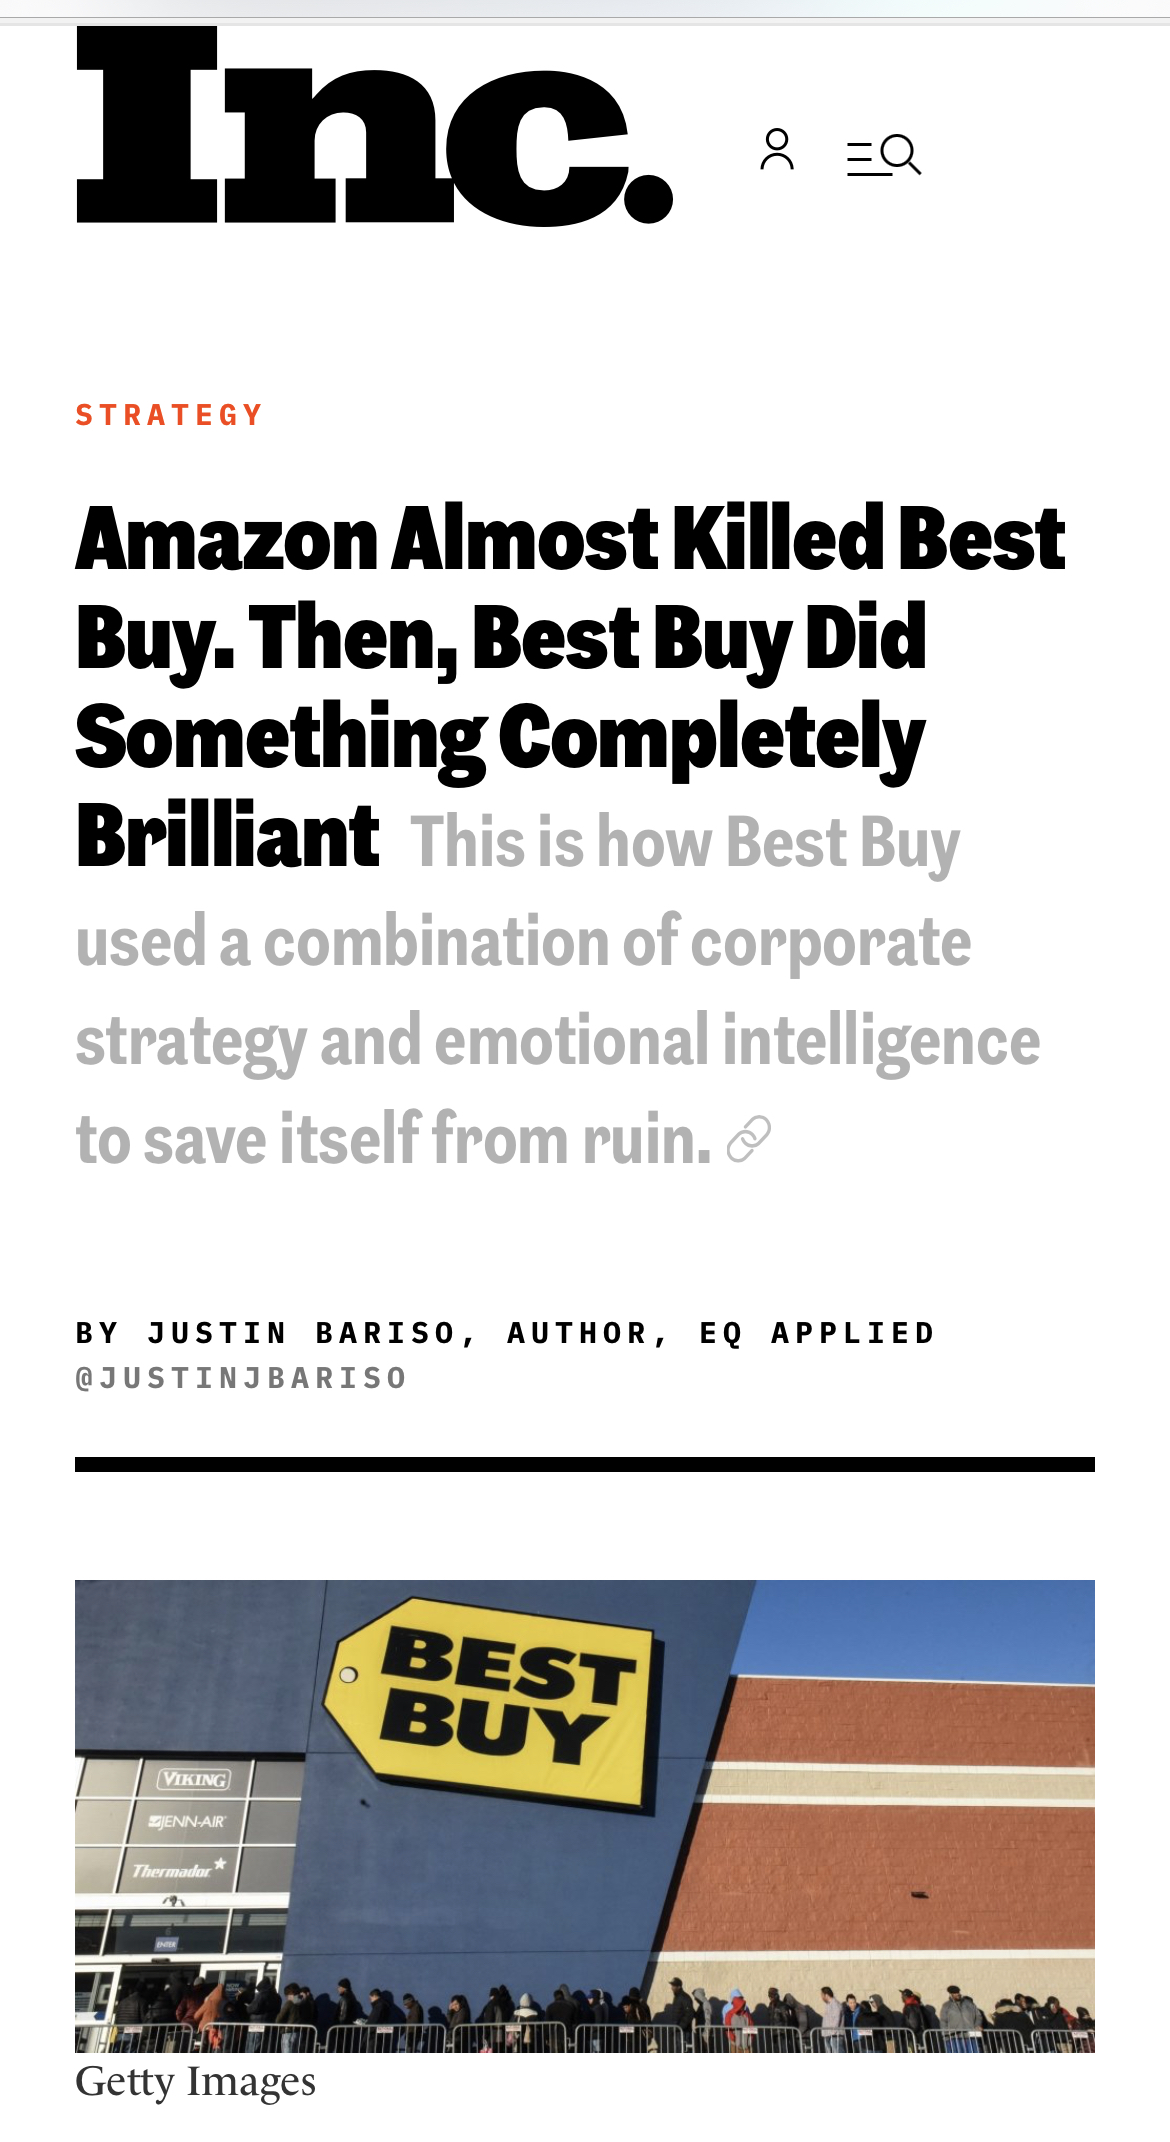 Inc.
STRATEGY
Amazon Almost Killed Best
Buy. Then, Best Buy Did
Something Completely
Brilliant This is how Best Buy
used a combination of corporate
strategy and emotional intelligence
to save itself from ruin.
BY JUSTIN BARISO, AUTHOR, EQ APPLIED
@JUSTINJBARISO
BEST
BUY
VIKING
JENN-AIR
Thermador
ENTER
Getty Images